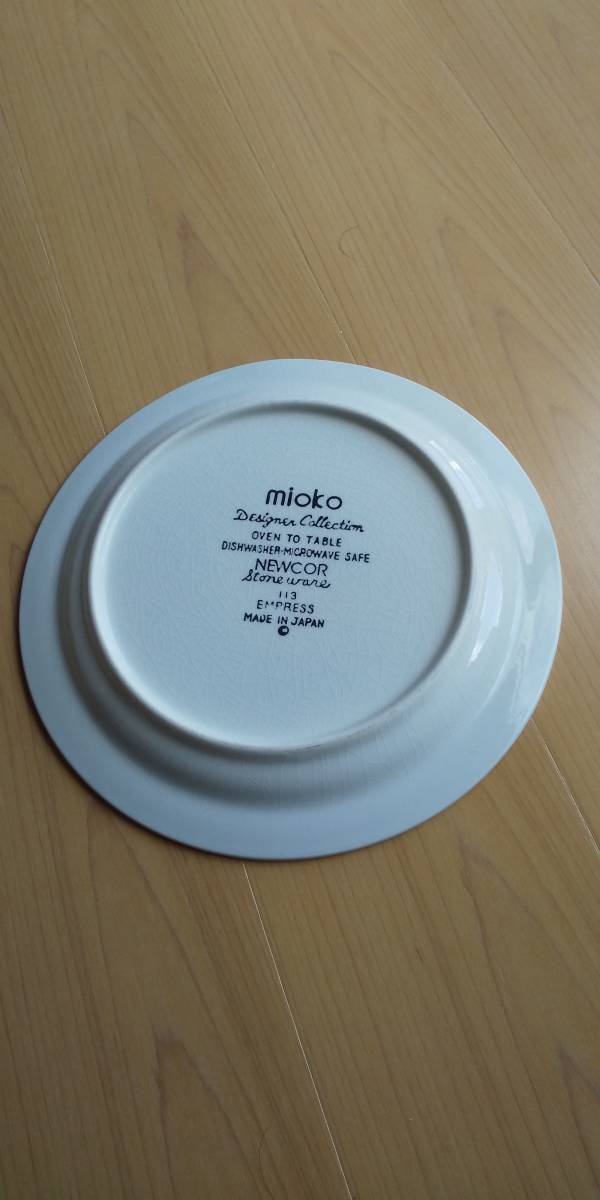 mioko
Designer Collection
OVEN TO TABLE
DISHWASHER-MICROWAVE SAFE
NEWCOR
Stoneware
113
EMPRESS
MADE IN JAPAN
©